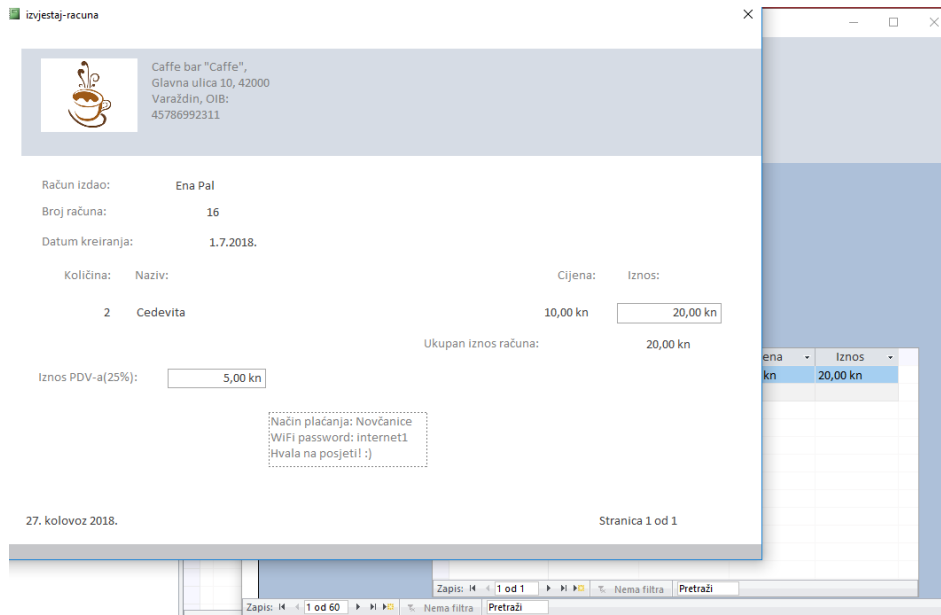 izvjestaj-racuna
Caffe bar "Caffe",
Glavna ulica 10, 42000
Varaždin, OIB:
45786992311
Račun izdao: Ena Pal
Broj računa: 16
Datum kreiranja: 1.7.2018.
Količina: Naziv: Cijena: Iznos:
2 Cedevita 10,00 kn 20,00 kn
Ukupan iznos računa: 20,00 kn
Iznos PDV-a(25%): 5,00 kn
Način plaćanja: Novčanice
WiFi password: internet1
Hvala na posjeti! :)
27. kolovoz 2018. Stranica 1 od 1
ena Iznos
kn 20,00 kn
Zapis: 1 od 1 Nema filtra Pretraži
Zapis: 1 od 60 Nema filtra Pretraži